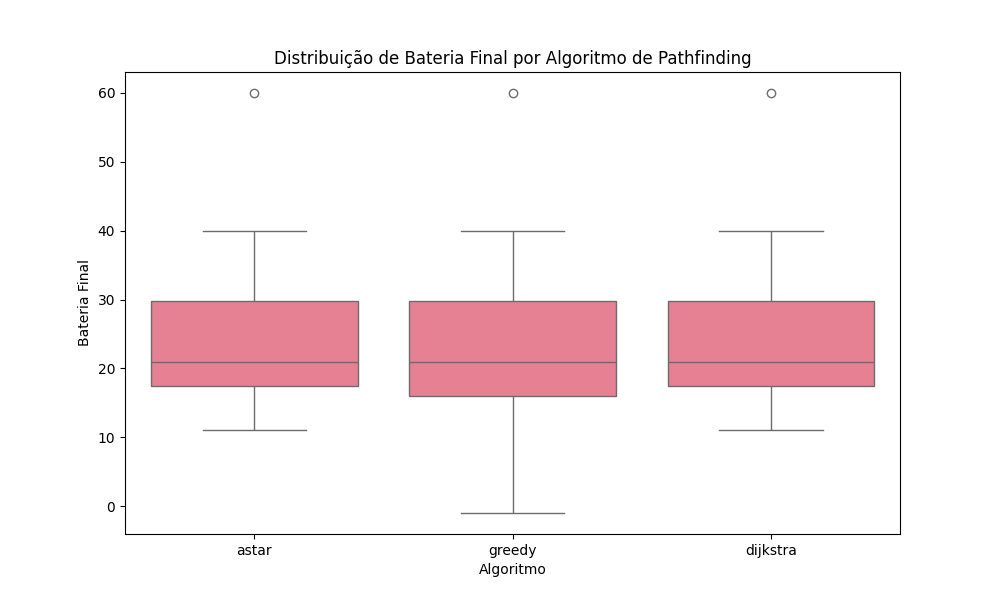 Distribuição de Bateria Final por Algoritmo de Pathfinding
60
50
40
30
20
10
0
Bateria Final
astar greedy dijkstra
Algoritmo